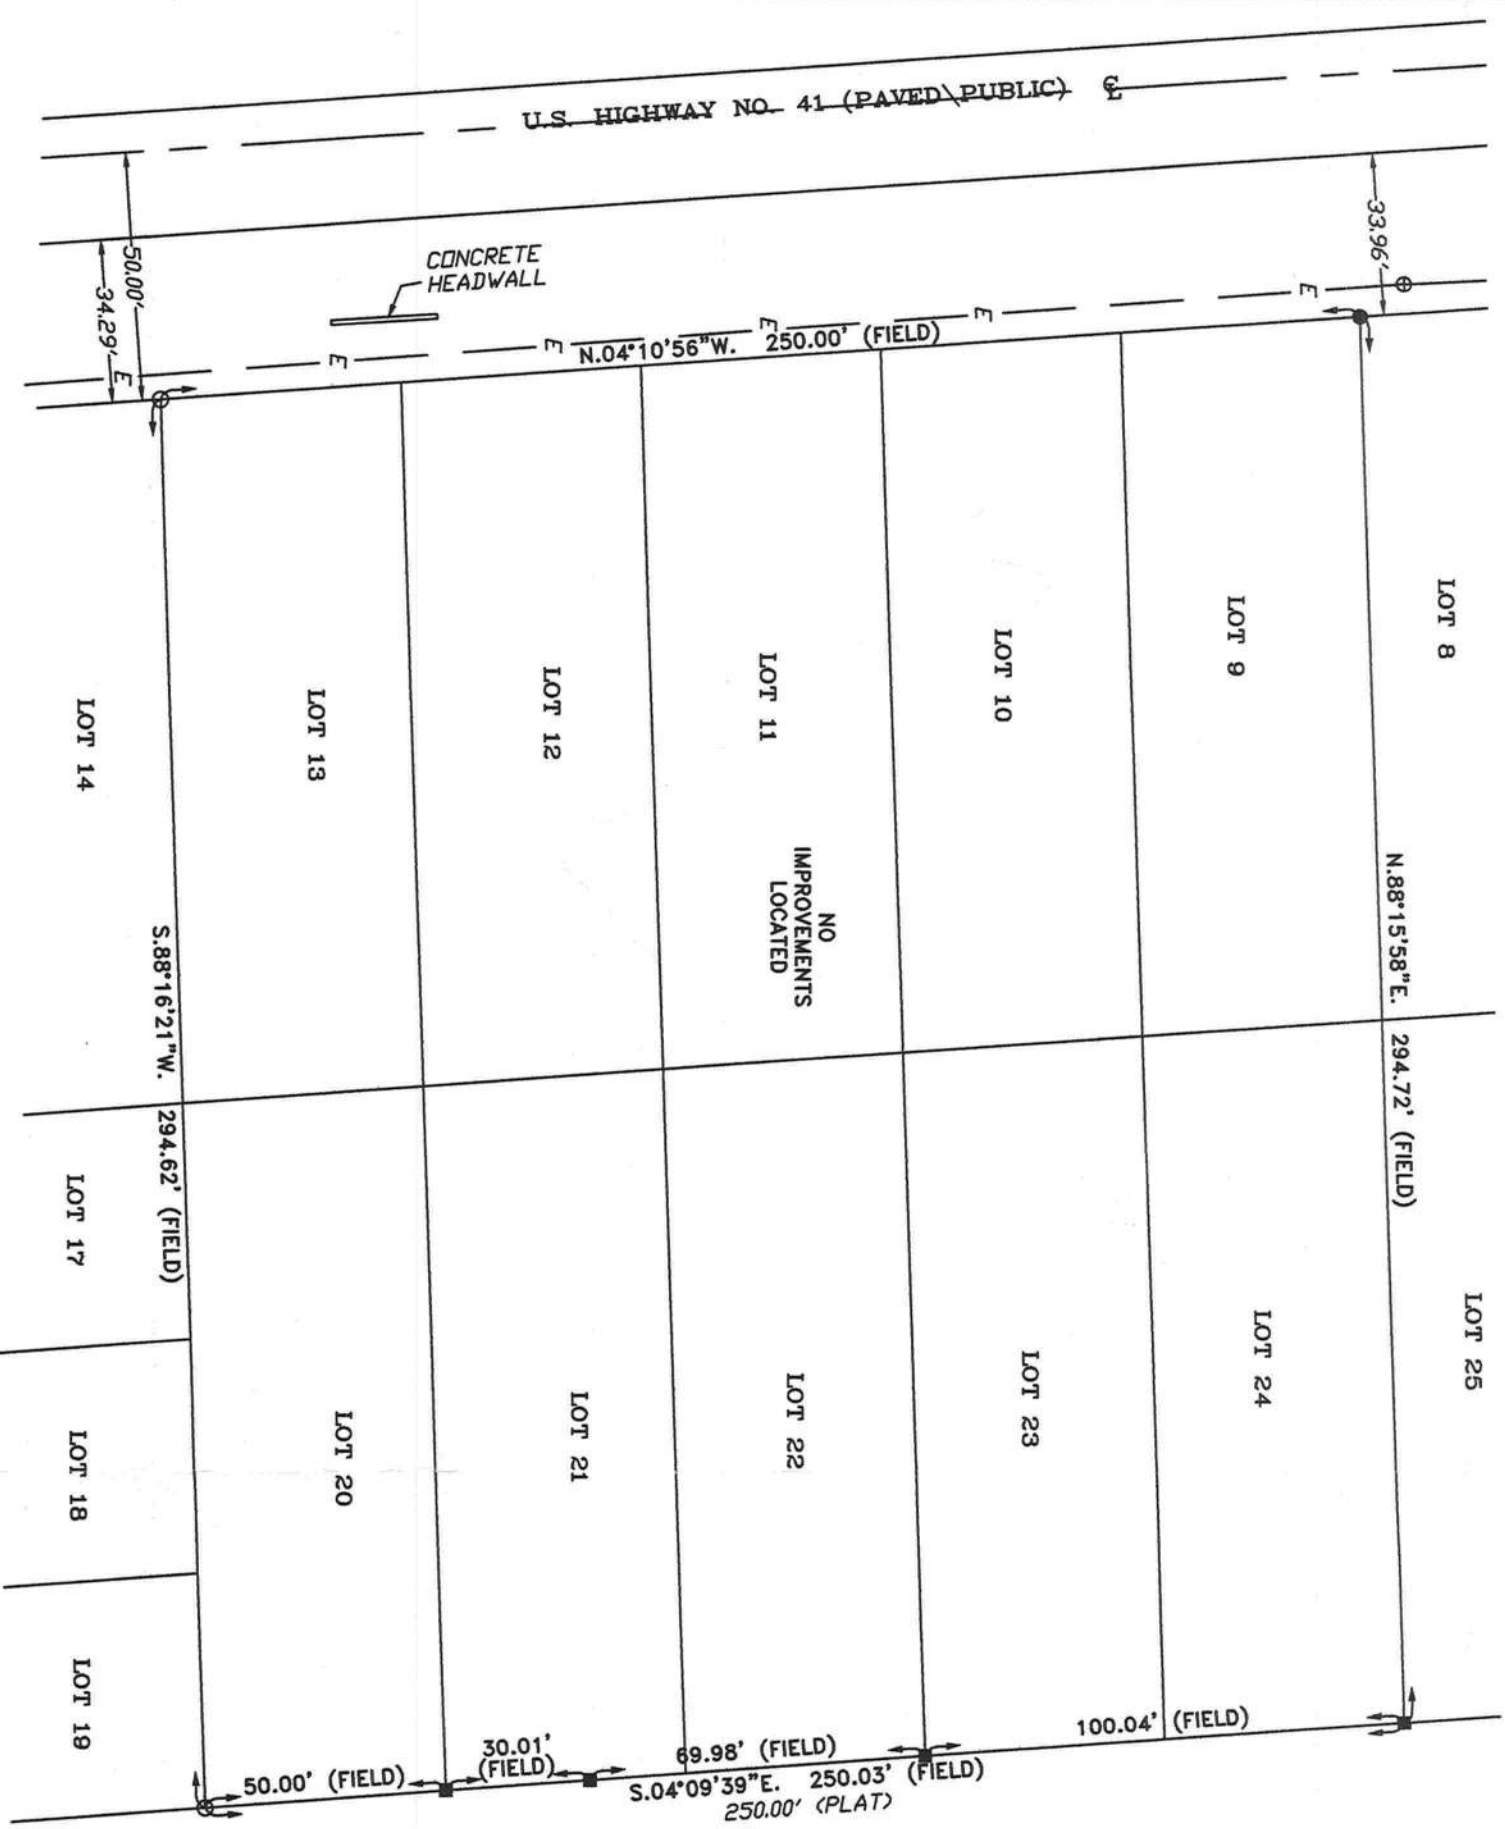 U.S. HIGHWAY NO. 41 (PAVED\PUBLIC) ℄
50.00'
34.29'
33.96'
CONCRETE
HEADWALL
E
E
E
E
E
E
N.04°10'56"W. 250.00' (FIELD)
LOT 8
LOT 9
LOT 10
LOT 11
LOT 12
LOT 13
LOT 14
NO
IMPROVEMENTS
LOCATED
N.88°15'58"E. 294.72' (FIELD)
S.88°16'21"W. 294.62' (FIELD)
LOT 17
LOT 18
LOT 19
LOT 20
LOT 21
LOT 22
LOT 23
LOT 24
LOT 25
50.00' (FIELD)
30.01'
(FIELD)
69.98' (FIELD)
100.04' (FIELD)
S.04°09'39"E. 250.03' (FIELD)
250.00' (PLAT)